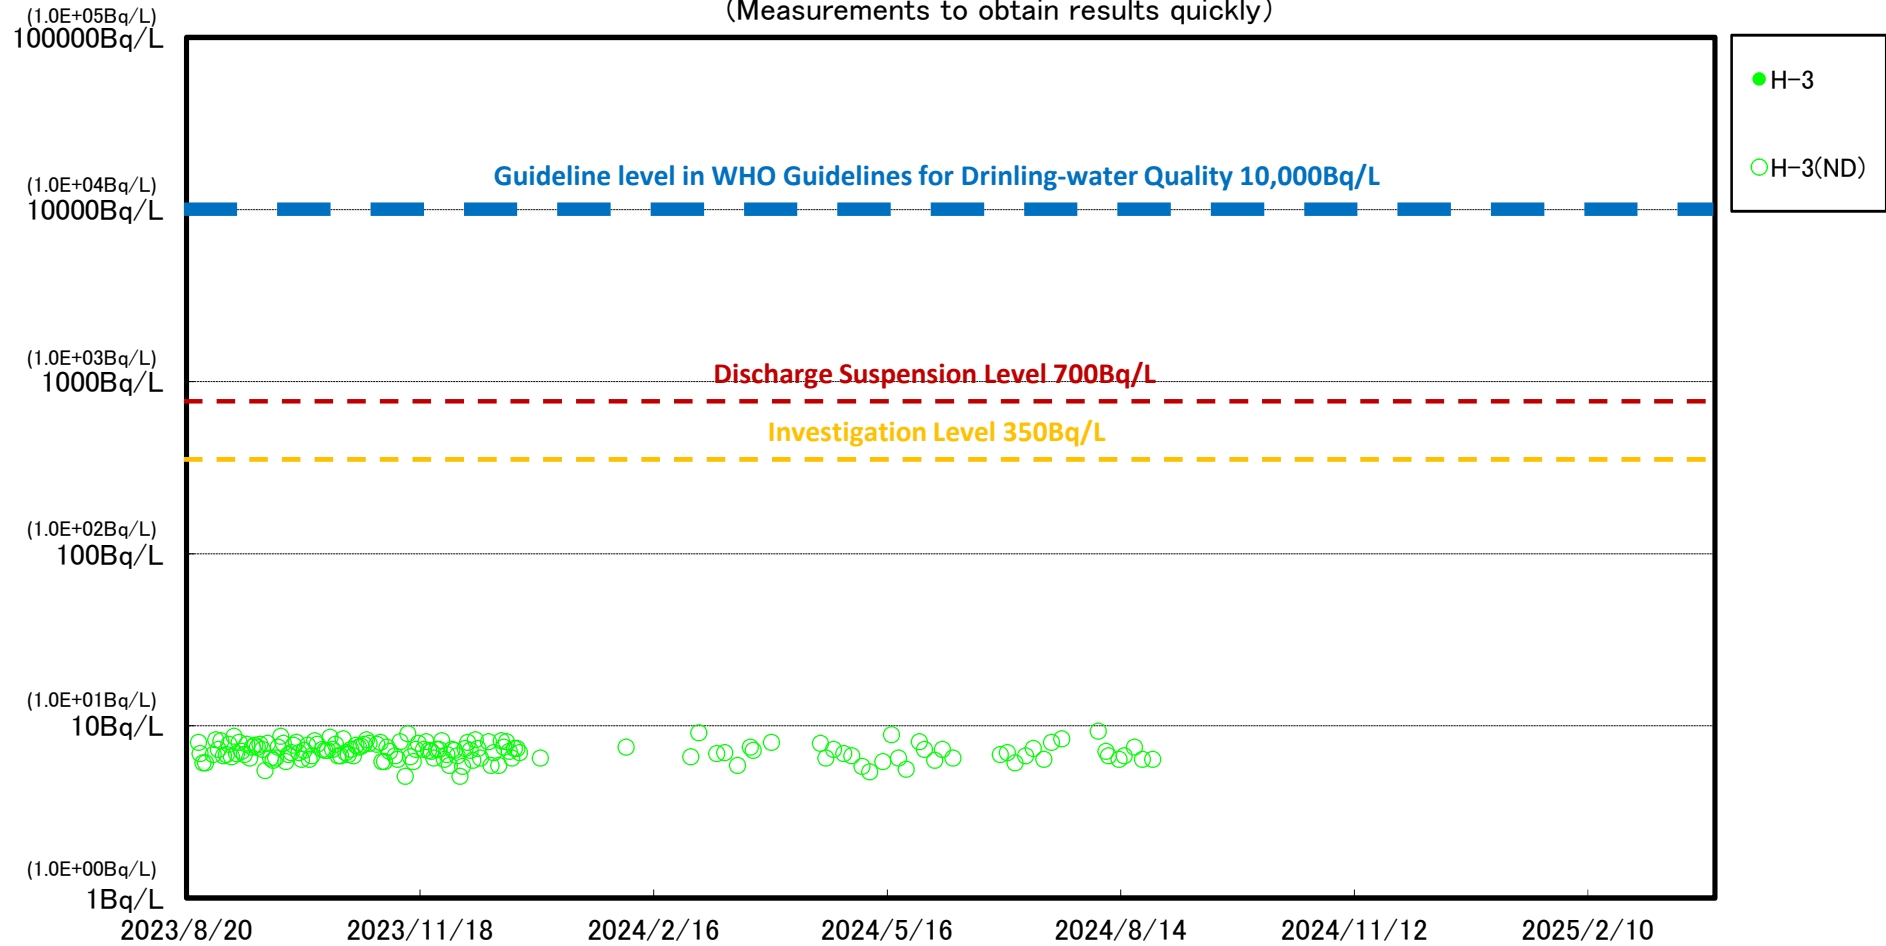 (Measurements to obtain results quickly)
(1.0E+05Bq/L)
100000Bq/L
H-3
H-3(ND)
Guideline level in WHO Guidelines for Drinling-water Quality 10,000Bq/L
(1.0E+04Bq/L)
10000Bq/L
(1.0E+03Bq/L)
1000Bq/L
Discharge Suspension Level 700Bq/L
Investigation Level 350Bq/L
(1.0E+02Bq/L)
100Bq/L
(1.0E+01Bq/L)
10Bq/L
(1.0E+00Bq/L)
1Bq/L
2023/8/20 2023/11/18 2024/2/16 2024/5/16 2024/8/14 2024/11/12 2025/2/10